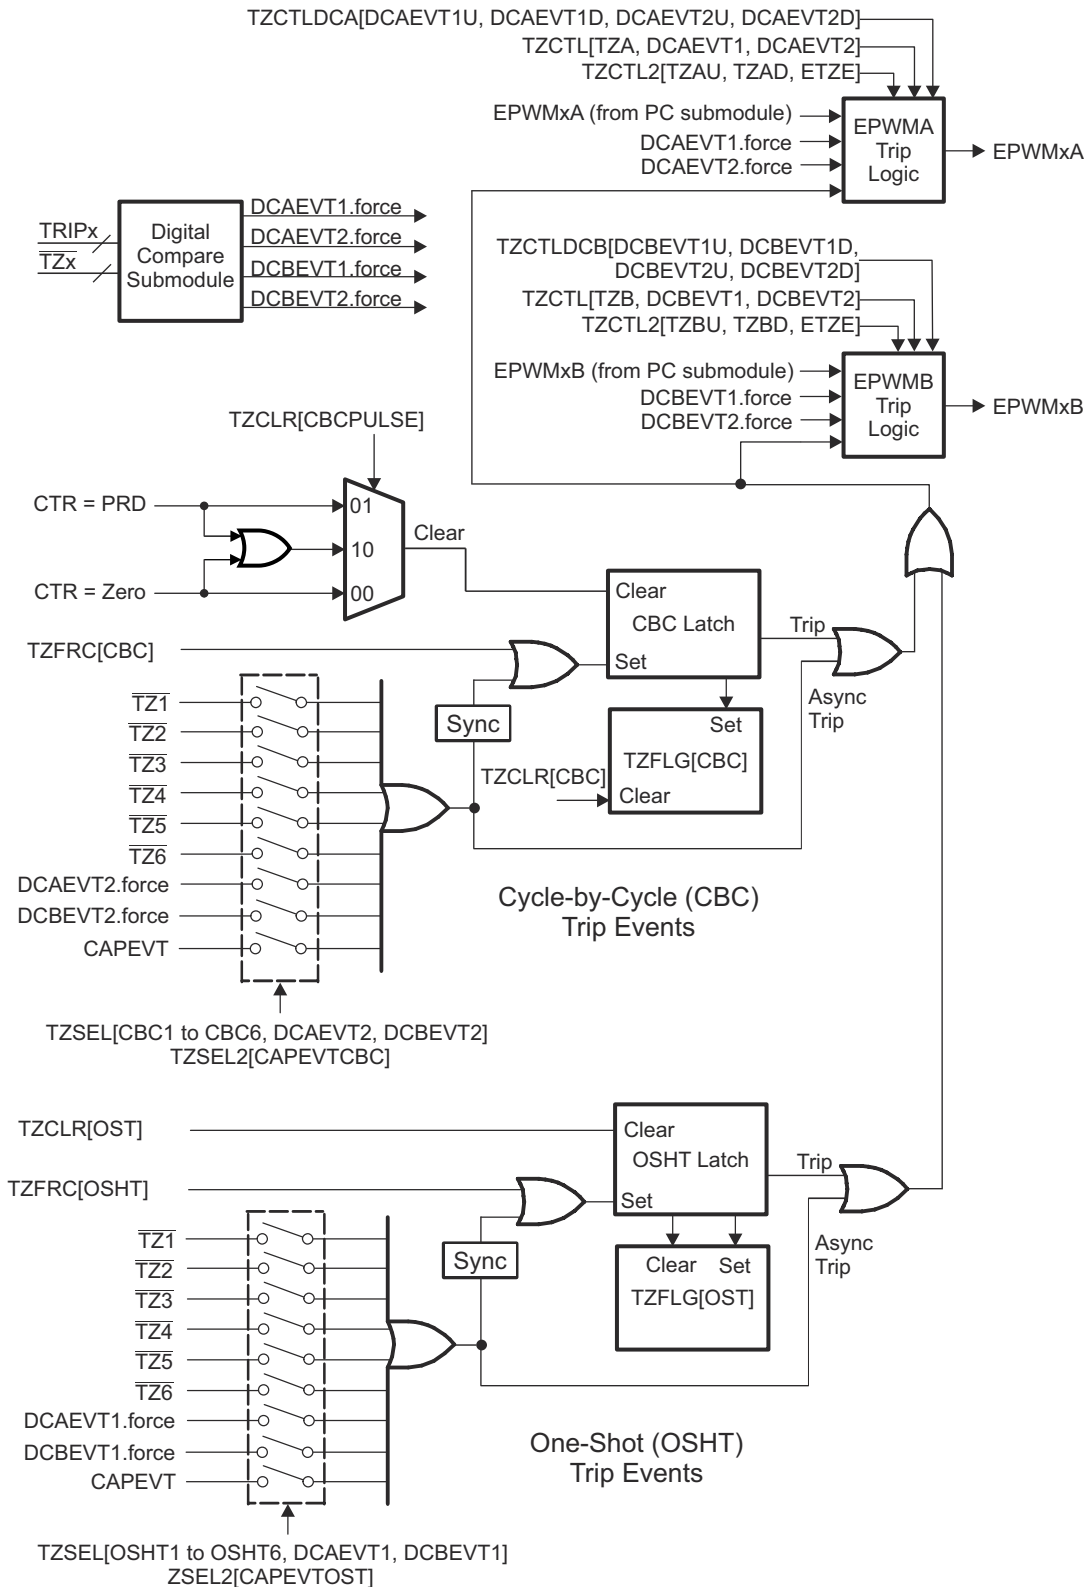 TZCTLDCA[DCAEVT1U, DCAEVT1D, DCAEVT2U, DCAEVT2D]
TZCTL[TZA, DCAEVT1, DCAEVT2]
TZCTL2[TZAU, TZAD, ETZE]
EPWMxA (from PC submodule)
DCAEVT1.force
DCAEVT2.force
EPWMA
Trip
Logic
EPWMxA
TRIPx
TZx
Digital
Compare
Submodule
DCAEVT1.force
DCAEVT2.force
DCBEVT1.force
DCBEVT2.force
TZCTLDCB[DCBEVT1U, DCBEVT1D,
DCBEVT2U, DCBEVT2D]
TZCTL[TZB, DCBEVT1, DCBEVT2]
TZCTL2[TZBU, TZBD, ETZE]
EPWMxB (from PC submodule)
DCBEVT1.force
DCBEVT2.force
EPWMB
Trip
Logic
EPWMxB
TZCLR[CBCPULSE]
CTR = PRD
CTR = Zero
01
10
00
Clear
Clear
CBC Latch
Set
Trip
Async
Trip
TZFRC[CBC]
TZ1
TZ2
TZ3
TZ4
TZ5
TZ6
DCAEVT2.force
DCBEVT2.force
CAPEVT
Sync
Set
TZFLG[CBC]
Clear
TZCLR[CBC]
Cycle-by-Cycle (CBC)
Trip Events
TZSEL[CBC1 to CBC6, DCAEVT2, DCBEVT2]
TZSEL2[CAPEVTCBC]
TZCLR[OST]
TZFRC[OSHT]
Clear
OSHT Latch
Set
Trip
Async
Trip
TZ1
TZ2
TZ3
TZ4
TZ5
TZ6
DCAEVT1.force
DCBEVT1.force
CAPEVT
Sync
Clear Set
TZFLG[OST]
One-Shot (OSHT)
Trip Events
TZSEL[OSHT1 to OSHT6, DCAEVT1, DCBEVT1]
ZSEL2[CAPEVTOST]